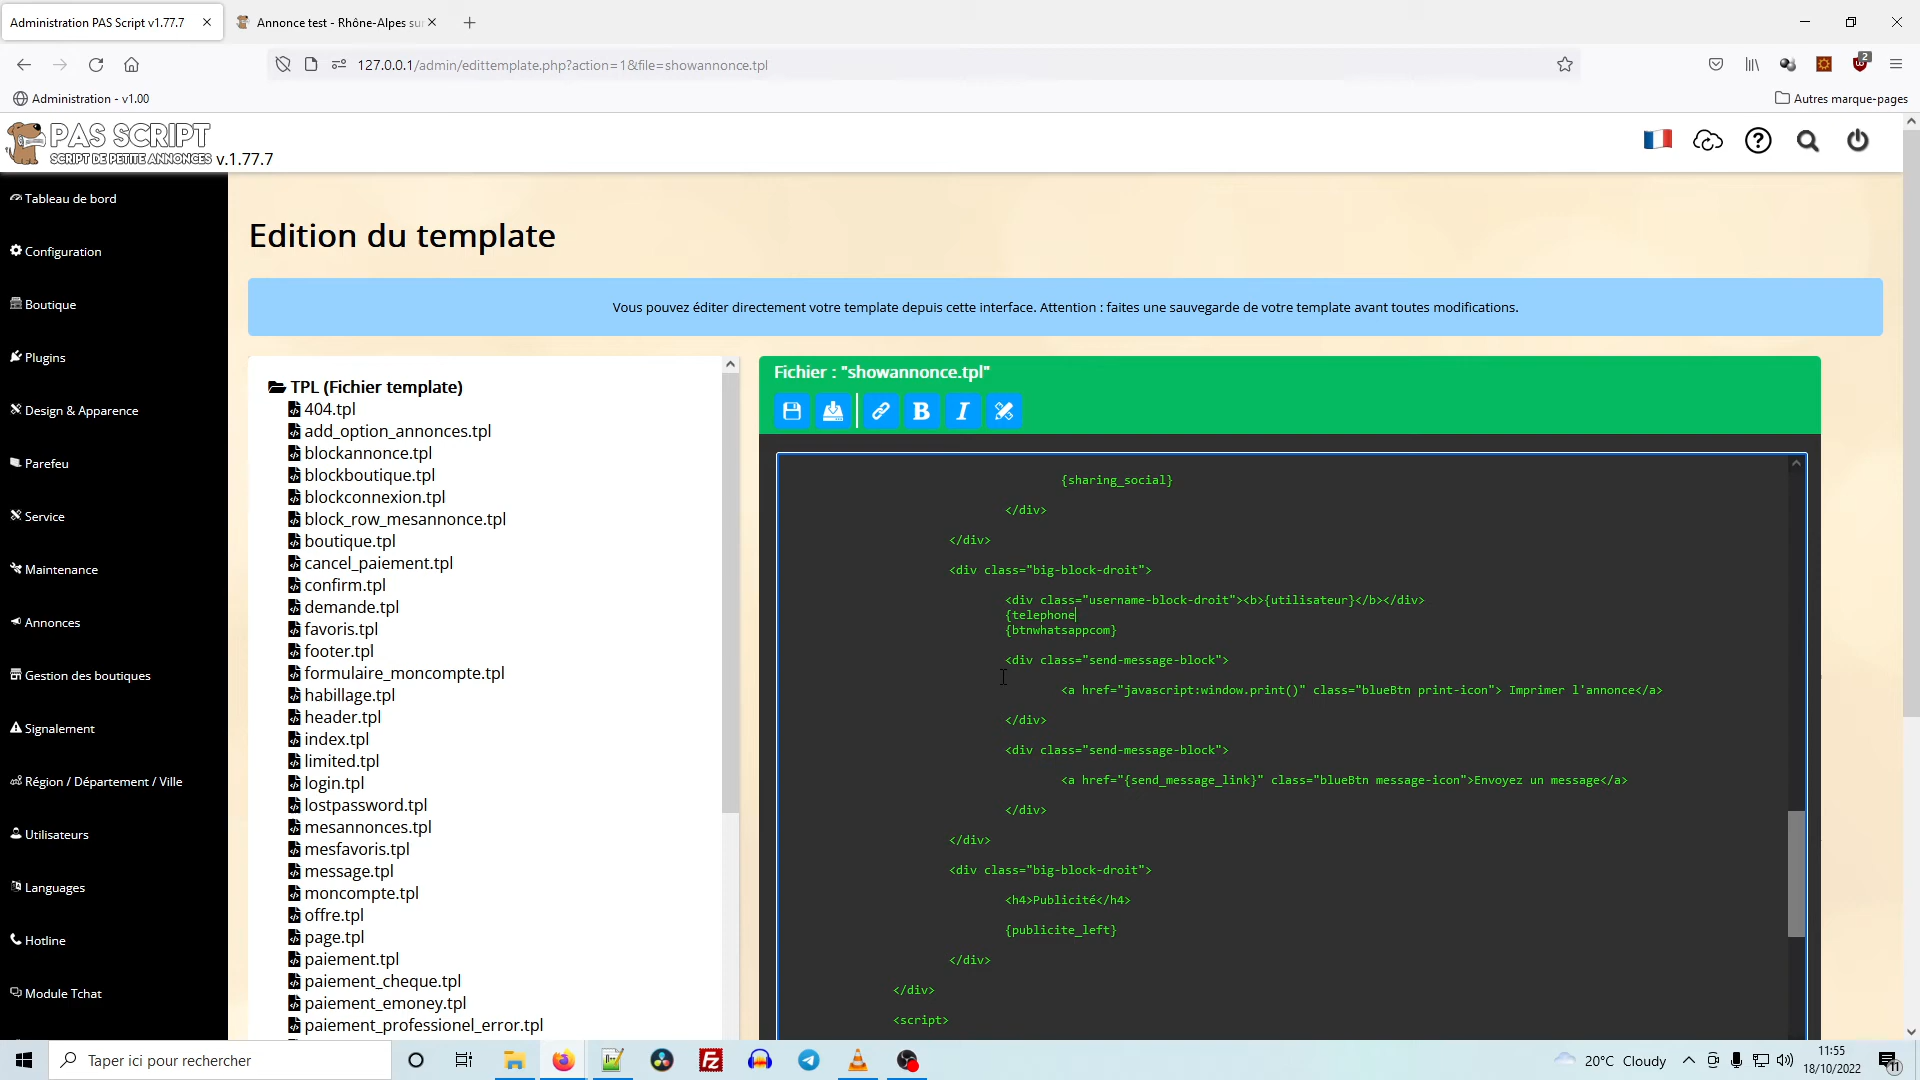 Administration PAS Script v1.77.7
Annonce test - Rhône-Alpes su
127.0.0.1/admin/edittemplate.php?action=1&file=showannonce.tpl
2
Administration - v1.00
Autres marque-pages
PAS SCRIPT
SCRIPT DE PETITE ANNONCES v.1.77.7
Tableau de bord
Configuration
Boutique
Plugins
Design & Apparence
Parefeu
Service
Maintenance
Annonces
Gestion des boutiques
Signalement
Région / Département / Ville
Utilisateurs
Languages
Hotline
Module Tchat
Edition du template
Vous pouvez éditer directement votre template depuis cette interface. Attention : faites une sauvegarde de votre template avant toutes modifications.
TPL (Fichier template)
404.tpl
add_option_annonces.tpl
blockannonce.tpl
blockboutique.tpl
blockconnexion.tpl
block_row_mesannonce.tpl
boutique.tpl
cancel_paiement.tpl
confirm.tpl
demande.tpl
favoris.tpl
footer.tpl
formulaire_moncompte.tpl
habillage.tpl
header.tpl
index.tpl
limited.tpl
login.tpl
lostpassword.tpl
mesannonces.tpl
mesfavoris.tpl
message.tpl
moncompte.tpl
offre.tpl
page.tpl
paiement.tpl
paiement_cheque.tpl
paiement_emoney.tpl
paiement_professionel_error.tpl
Fichier : "showannonce.tpl"
B I
{sharing_social}
</div>
</div>
<div class="big-block-droit">
<div class="username-block-droit"><b>{utilisateur}</b></div>
{telephone
{btnwhatsappcom}
<div class="send-message-block">
<a href="javascript:window.print()" class="blueBtn print-icon"> Imprimer l'annonce</a>
</div>
<div class="send-message-block">
<a href="{send_message_link}" class="blueBtn message-icon">Envoyez un message</a>
</div>
</div>
<div class="big-block-droit">
<h4>Publicité</h4>
{publicite_left}
</div>
</div>
<script>
Taper ici pour rechercher
20°C Cloudy
11:55
18/10/2022
11